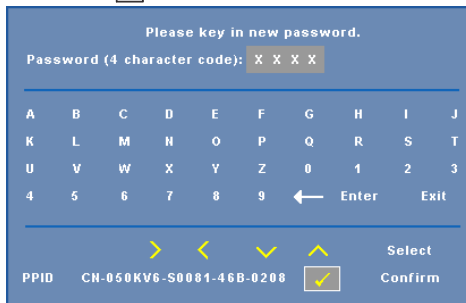 Please key in new password.
Password (4 character code): X X X X
A B C D E F G H I J
K L M N O P Q R S T
U V W X Y Z 0 1 2 3
4 5 6 7 8 9 ← Enter Exit
> < ∨ ∧ Select
PPID CN-050KV6-S0081-46B-0208 ✓ Confirm